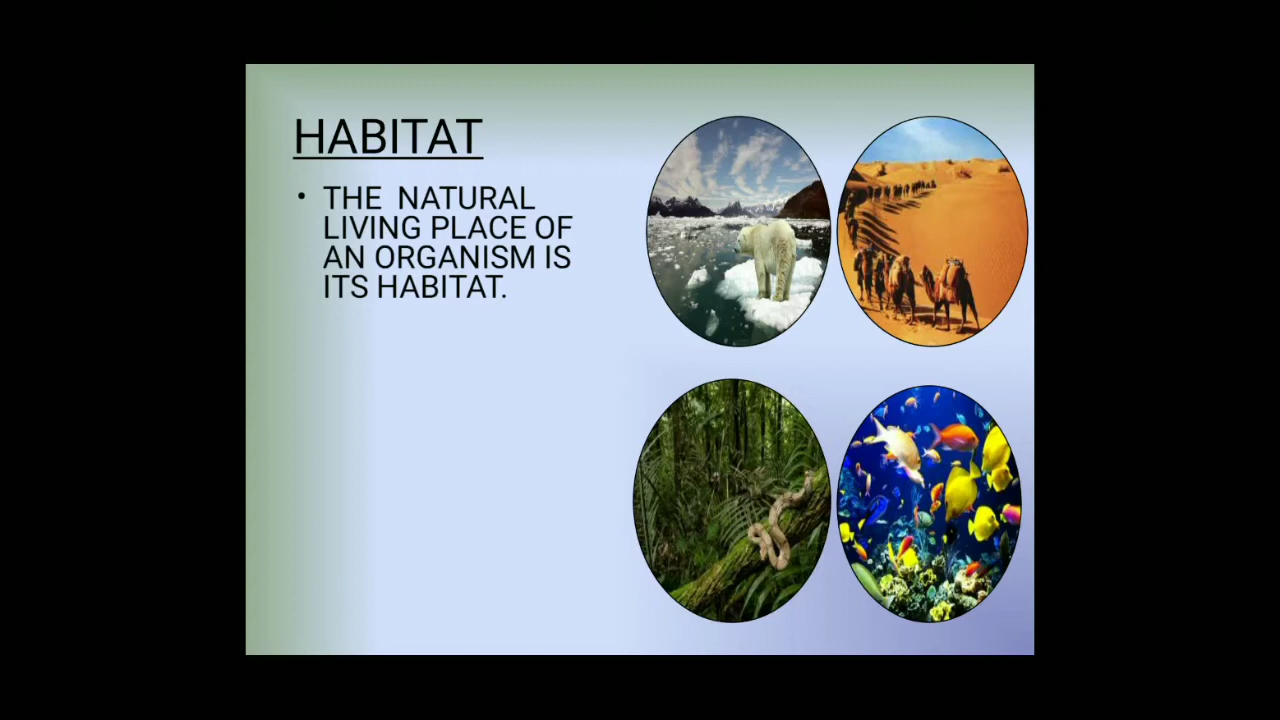 HABITAT
• THE NATURAL
LIVING PLACE OF
AN ORGANISM IS
ITS HABITAT.